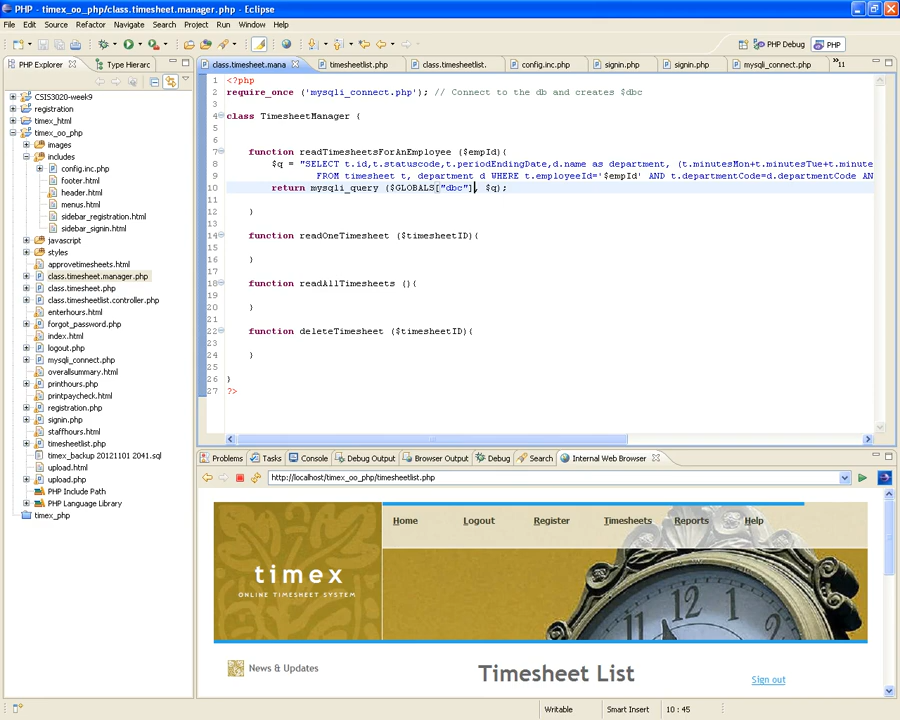 PHP - timex_oo_php/class.timesheet.manager.php - Eclipse
File Edit Source Refactor Navigate Search Project Run Window Help
PHP Debug PHP
PHP Explorer Type Hierarc
class.timesheet.mana timesheetlist.php class.timesheetlist. config.inc.php signin.php signin.php mysqli_connect.php 11
CSIS3020-week9
registration
timex_html
timex_oo_php
images
includes
config.inc.php
footer.html
header.html
menus.html
sidebar_registration.html
sidebar_signin.html
javascript
styles
approvetimesheets.html
class.timesheet.manager.php
class.timesheet.php
class.timesheetlist.controller.php
enterhours.html
forgot_password.php
index.html
logout.php
mysqli_connect.php
overallsummary.html
printhours.php
printpaycheck.html
registration.php
signin.php
staffhours.html
timesheetlist.php
timex_backup 20121101 2041.sql
upload.html
upload.php
PHP Include Path
PHP Language Library
timex_php
1 <?php
2 require_once ('mysqli_connect.php'); // Connect to the db and creates $dbc
3
4 class TimesheetManager {
5
6
7 function readTimesheetsForAnEmployee ($empId){
8 $q = "SELECT t.id,t.statuscode,t.periodEndingDate,d.name as department, (t.minutesMon+t.minutesTue+t.minute
9 FROM timesheet t, department d WHERE t.employeeId='$empId' AND t.departmentCode=d.departmentCode AN
10 return mysqli_query ($GLOBALS["dbc"], $q);
11
12 }
13
14 function readOneTimesheet ($timesheetID){
15
16 }
17
18 function readAllTimesheets (){
19
20 }
21
22 function deleteTimesheet ($timesheetID){
23
24 }
25
26 }
27 ?>
Problems Tasks Console Debug Output Browser Output Debug Search Internal Web Browser
http://localhost/timex_oo_php/timesheetlist.php
Home Logout Register Timesheets Reports Help
timex
ONLINE TIMESHEET SYSTEM
12
11
1
10
2
News & Updates
Timesheet List
Sign out
Writable Smart Insert 10 : 45